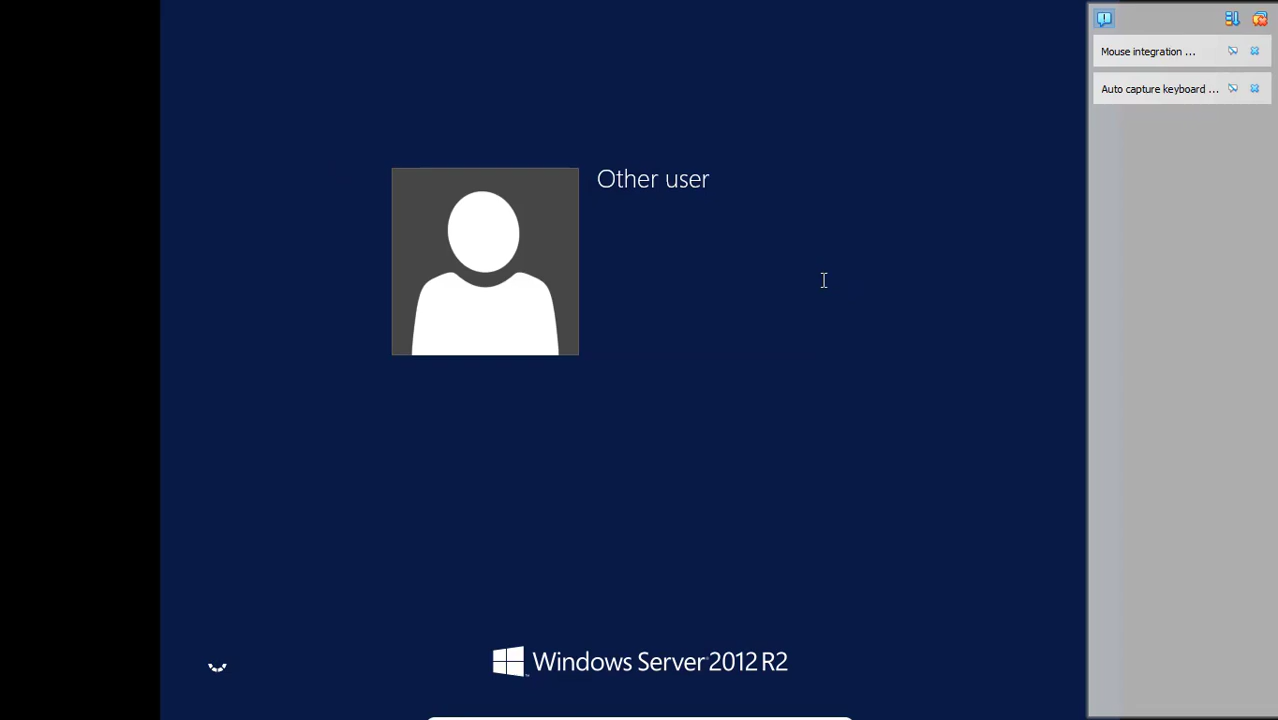 Mouse integration ...
Auto capture keyboard ...
Other user
Windows Server 2012 R2